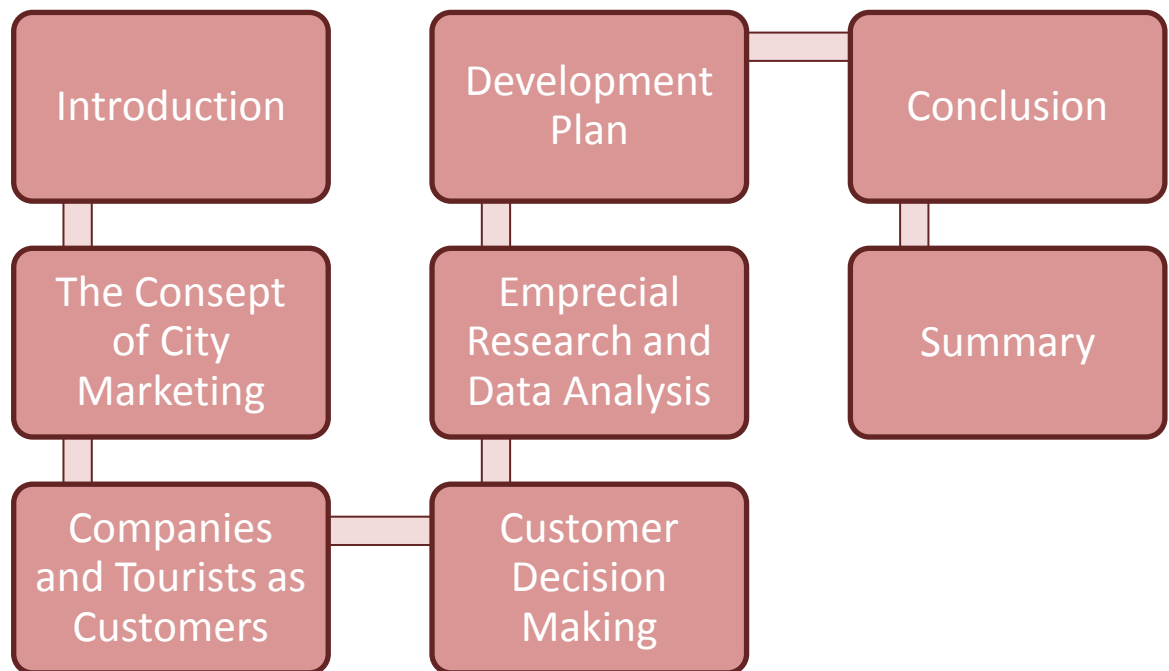 Introduction
The Consept
of City
Marketing
Companies
and Tourists as
Customers
Customer
Decision
Making
Emprecial
Research and
Data Analysis
Development
Plan
Conclusion
Summary